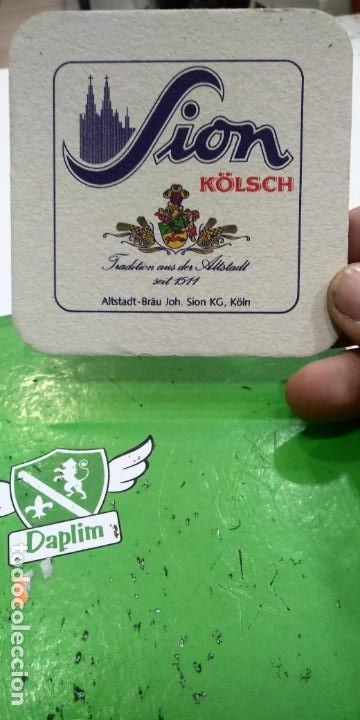 Sion
KÖLSCH
Tradition aus der Altstadt
seit 1511
Altstadt-Bräu Joh. Sion KG, Köln
Daplim
todocoleccion